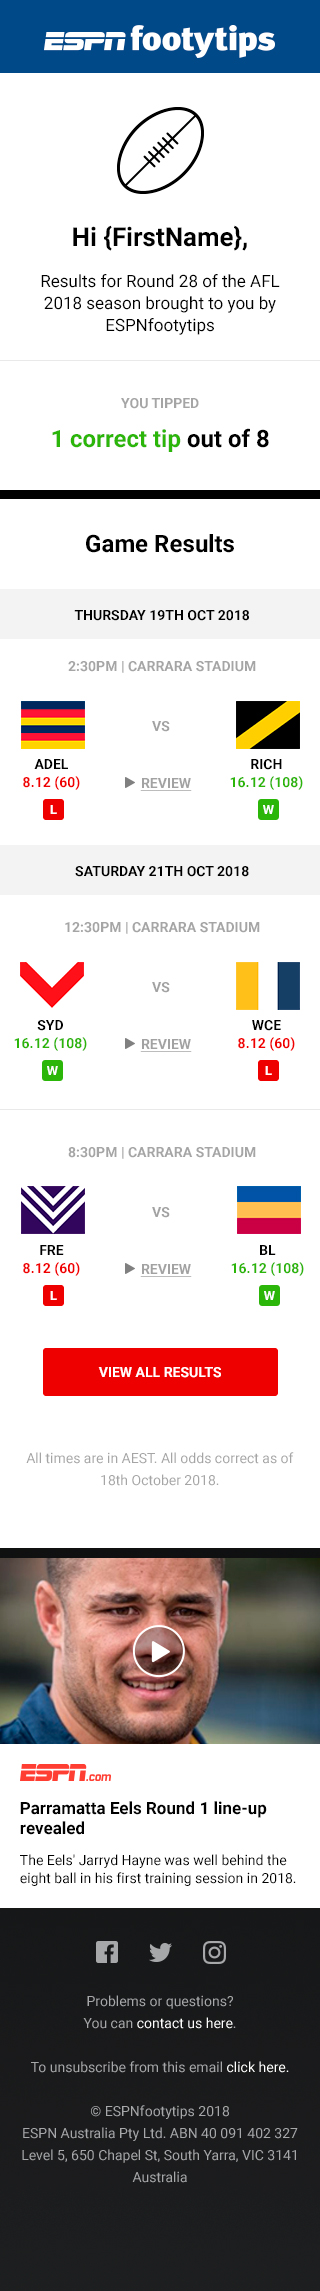 ESPN footytips
Hi {FirstName},
Results for Round 28 of the AFL
2018 season brought to you by
ESPNfootytips
YOU TIPPED
1 correct tip out of 8
Game Results
THURSDAY 19TH OCT 2018
2:30PM | CARRARA STADIUM
VS
ADEL RICH
8.12 (60) REVIEW 16.12 (108)
L W
SATURDAY 21TH OCT 2018
12:30PM | CARRARA STADIUM
VS
SYD WCE
16.12 (108) REVIEW 8.12 (60)
W L
8:30PM | CARRARA STADIUM
VS
FRE BL
8.12 (60) REVIEW 16.12 (108)
L W
VIEW ALL RESULTS
All times are in AEST. All odds correct as of
18th October 2018.
ESPN.com
Parramatta Eels Round 1 line-up
revealed
The Eels' Jarryd Hayne was well behind the
eight ball in his first training session in 2018.
Problems or questions?
You can contact us here.
To unsubscribe from this email click here.
© ESPNfootytips 2018
ESPN Australia Pty Ltd. ABN 40 091 402 327
Level 5, 650 Chapel St, South Yarra, VIC 3141
Australia